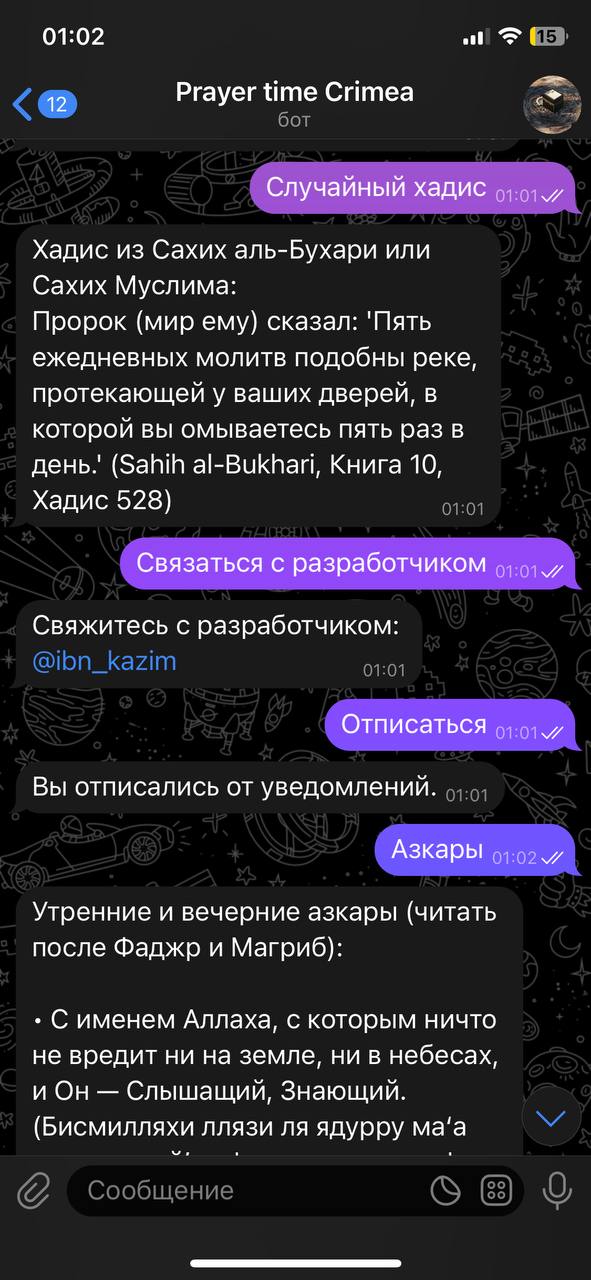 01:02
15
12
Prayer time Crimea
бот
Случайный хадис 01:01
Хадис из Сахих аль-Бухари или
Сахих Муслима:
Пророк (мир ему) сказал: 'Пять
ежедневных молитв подобны реке,
протекающей у ваших дверей, в
которой вы омываетесь пять раз в
день.' (Sahih al-Bukhari, Книга 10,
Хадис 528) 01:01
Связаться с разработчиком 01:01
Свяжитесь с разработчиком:
@ibn_kazim 01:01
Отписаться 01:01
Вы отписались от уведомлений. 01:01
Азкары 01:02
Утренние и вечерние азкары (читать
после Фаджр и Магриб):
• С именем Аллаха, с которым ничто
не вредит ни на земле, ни в небесах,
и Он — Слышащий, Знающий.
(Бисмилляхи ллязи ля ядурру ма‘а
Сообщение